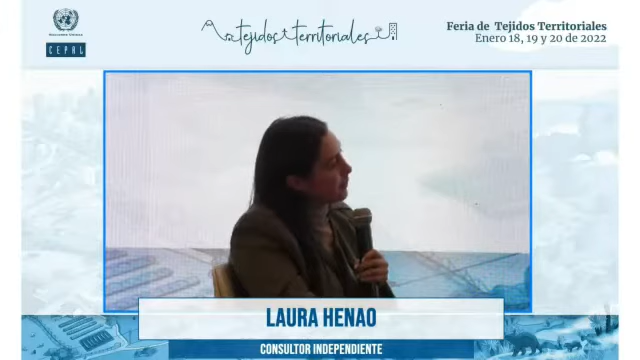 CEPAL
tejidos territoriales
Feria de Tejidos Territoriales
Enero 18, 19 y 20 de 2022
LAURA HENAO
CONSULTOR INDEPENDIENTE